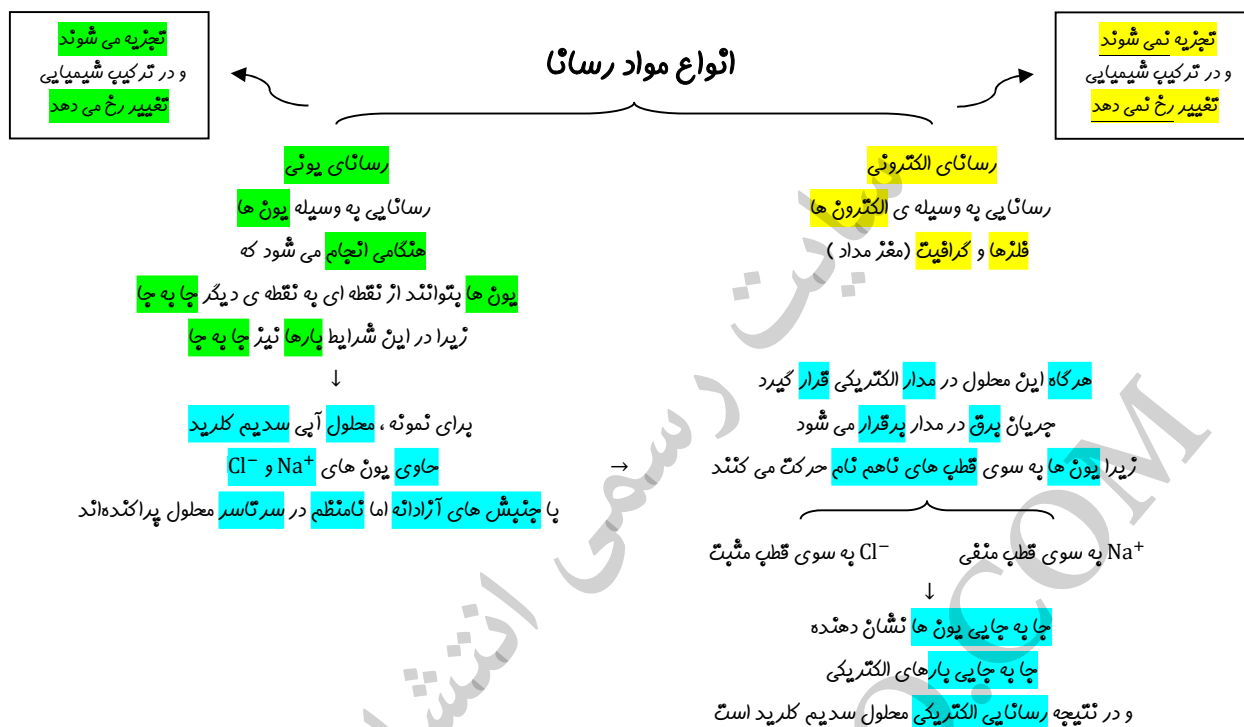 انواع مواد رسانا
تجزیه نمی شوند
و در ترکیب شیمیایی
تغییر رخ نمی دهد
رسانای الکترونی
رسانایی به وسیله ی الکترون ها
فلزها و گرافیت (مغز مداد )
تجزیه می شوند
و در ترکیب شیمیایی
تغییر رخ می دهد
رسانای یونی
رسانایی به وسیله یون ها
هنگامی انجام می شود که
یون ها بتوانند از نقطه ای به نقطه ی دیگر جا به جا
زیرا در این شرایط بارها نیز جا به جا
↓
برای نمونه ، محلول آبی سدیم کلرید
حاوی یون های Na⁺ و Cl⁻
با جنبش های آزادانه اما نامنظم در سرتاسر محلول پراکنده‌اند
→
هرگاه این محلول در مدار الکتریکی قرار گیرد
جریان برق در مدار برقرار می شود
زیرا یون ها به سوی قطب های ناهم نام حرکت می کنند
Na⁺ به سوی قطب منفی
Cl⁻ به سوی قطب مثبت
↓
جا به جایی یون ها نشان دهنده
جا به جایی بارهای الکتریکی
و در نتیجه رسانایی الکتریکی محلول سدیم کلرید است
سایت رسمی
.COM